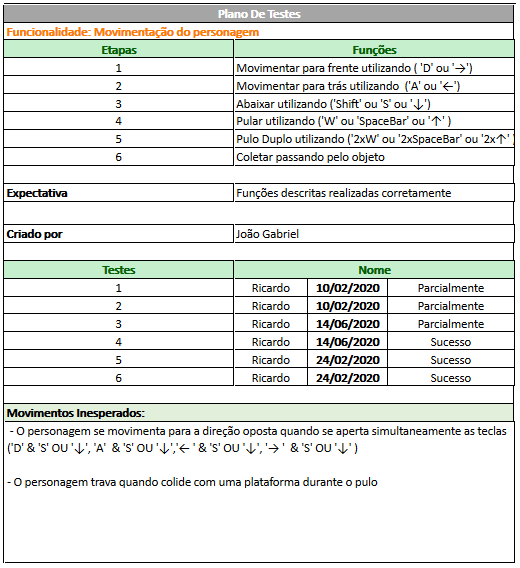 Plano De Testes
Funcionalidade: Movimentação do personagem
Etapas Funções
1 Movimentar para frente utilizando ( 'D' ou '→')
2 Movimentar para trás utilizando ('A' ou '←')
3 Abaixar utilizando ('Shift' ou 'S' ou '↓')
4 Pular utilizando ('W' ou 'SpaceBar' ou '↑' )
5 Pulo Duplo utilizando ('2xW' ou '2xSpaceBar' ou '2x↑' )
6 Coletar passando pelo objeto
Expectativa Funções descritas realizadas corretamente
Criado por João Gabriel
Testes Nome
1 Ricardo 10/02/2020 Parcialmente
2 Ricardo 10/02/2020 Parcialmente
3 Ricardo 14/06/2020 Parcialmente
4 Ricardo 14/06/2020 Sucesso
5 Ricardo 24/02/2020 Sucesso
6 Ricardo 24/02/2020 Sucesso
Movimentos Inesperados:
- O personagem se movimenta para a direção oposta quando se aperta simultaneamente as teclas
('D' & 'S' OU '↓', 'A' & 'S' OU '↓','← ' & 'S' OU '↓', '→ ' & 'S' OU '↓' )
- O personagem trava quando colide com uma plataforma durante o pulo